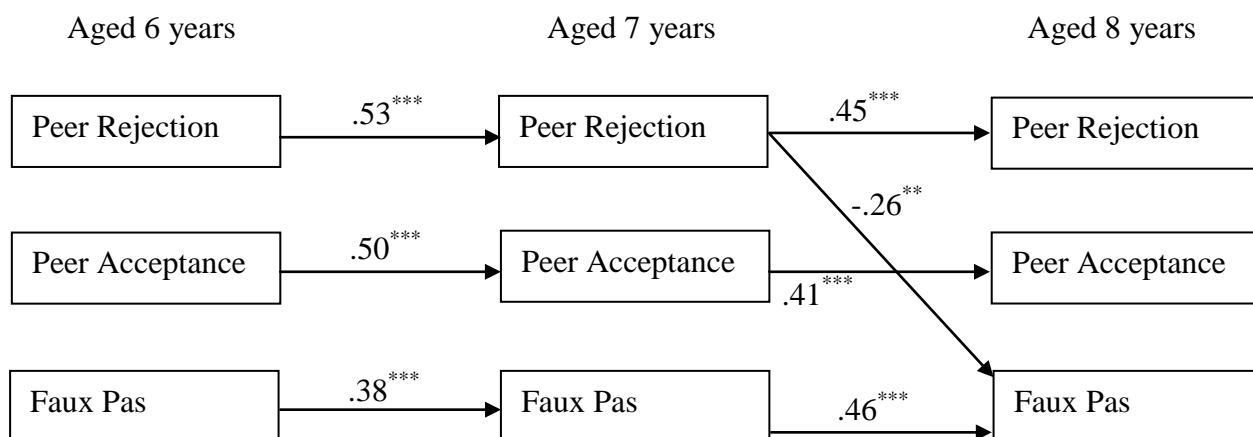 Aged 6 years Aged 7 years Aged 8 years
Peer Rejection .53*** Peer Rejection .45*** Peer Rejection
-.26**
Peer Acceptance .50*** Peer Acceptance .41*** Peer Acceptance
Faux Pas .38*** Faux Pas .46*** Faux Pas